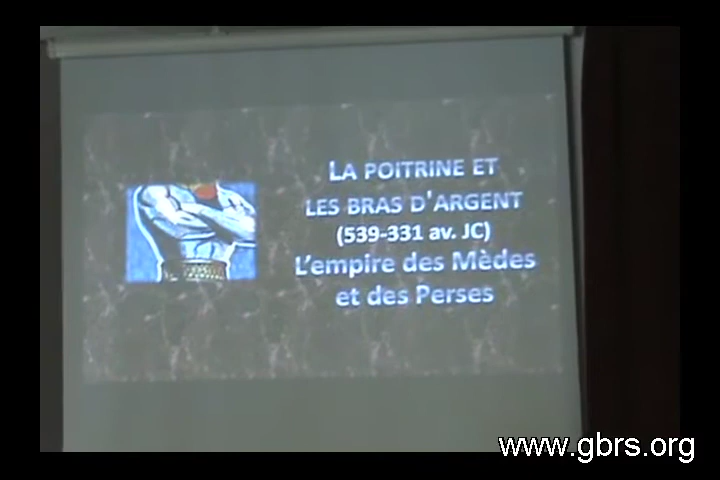 LA POITRINE ET
LES BRAS D'ARGENT
(539-331 av. JC)
L'empire des Mèdes
et des Perses
www.gbrs.org